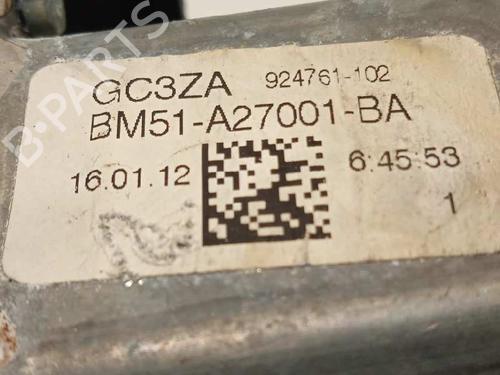 B-PARTS
GC3ZA 924761-102
BM51-A27001-BA
16.01.12 6:45:53
1